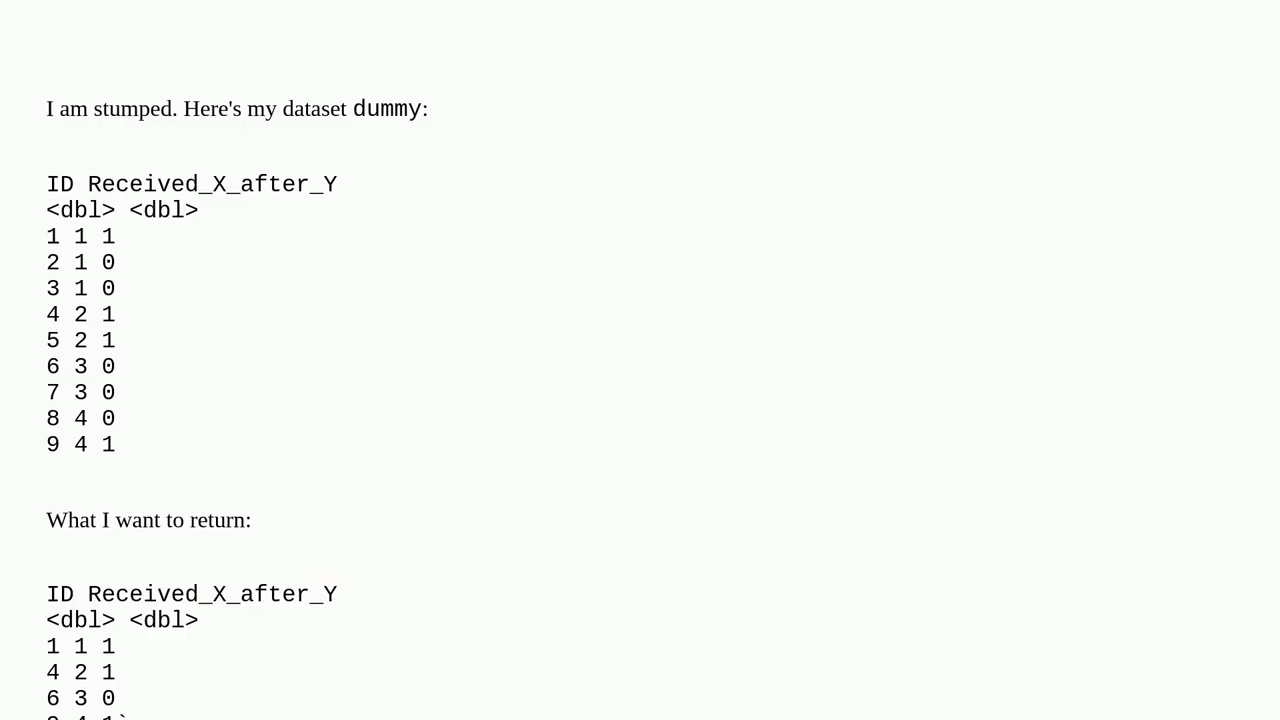 I am stumped. Here's my dataset dummy:
ID Received_X_after_Y
<dbl> <dbl>
1 1 1
2 1 0
3 1 0
4 2 1
5 2 1
6 3 0
7 3 0
8 4 0
9 4 1
What I want to return:
ID Received_X_after_Y
<dbl> <dbl>
1 1 1
4 2 1
6 3 0